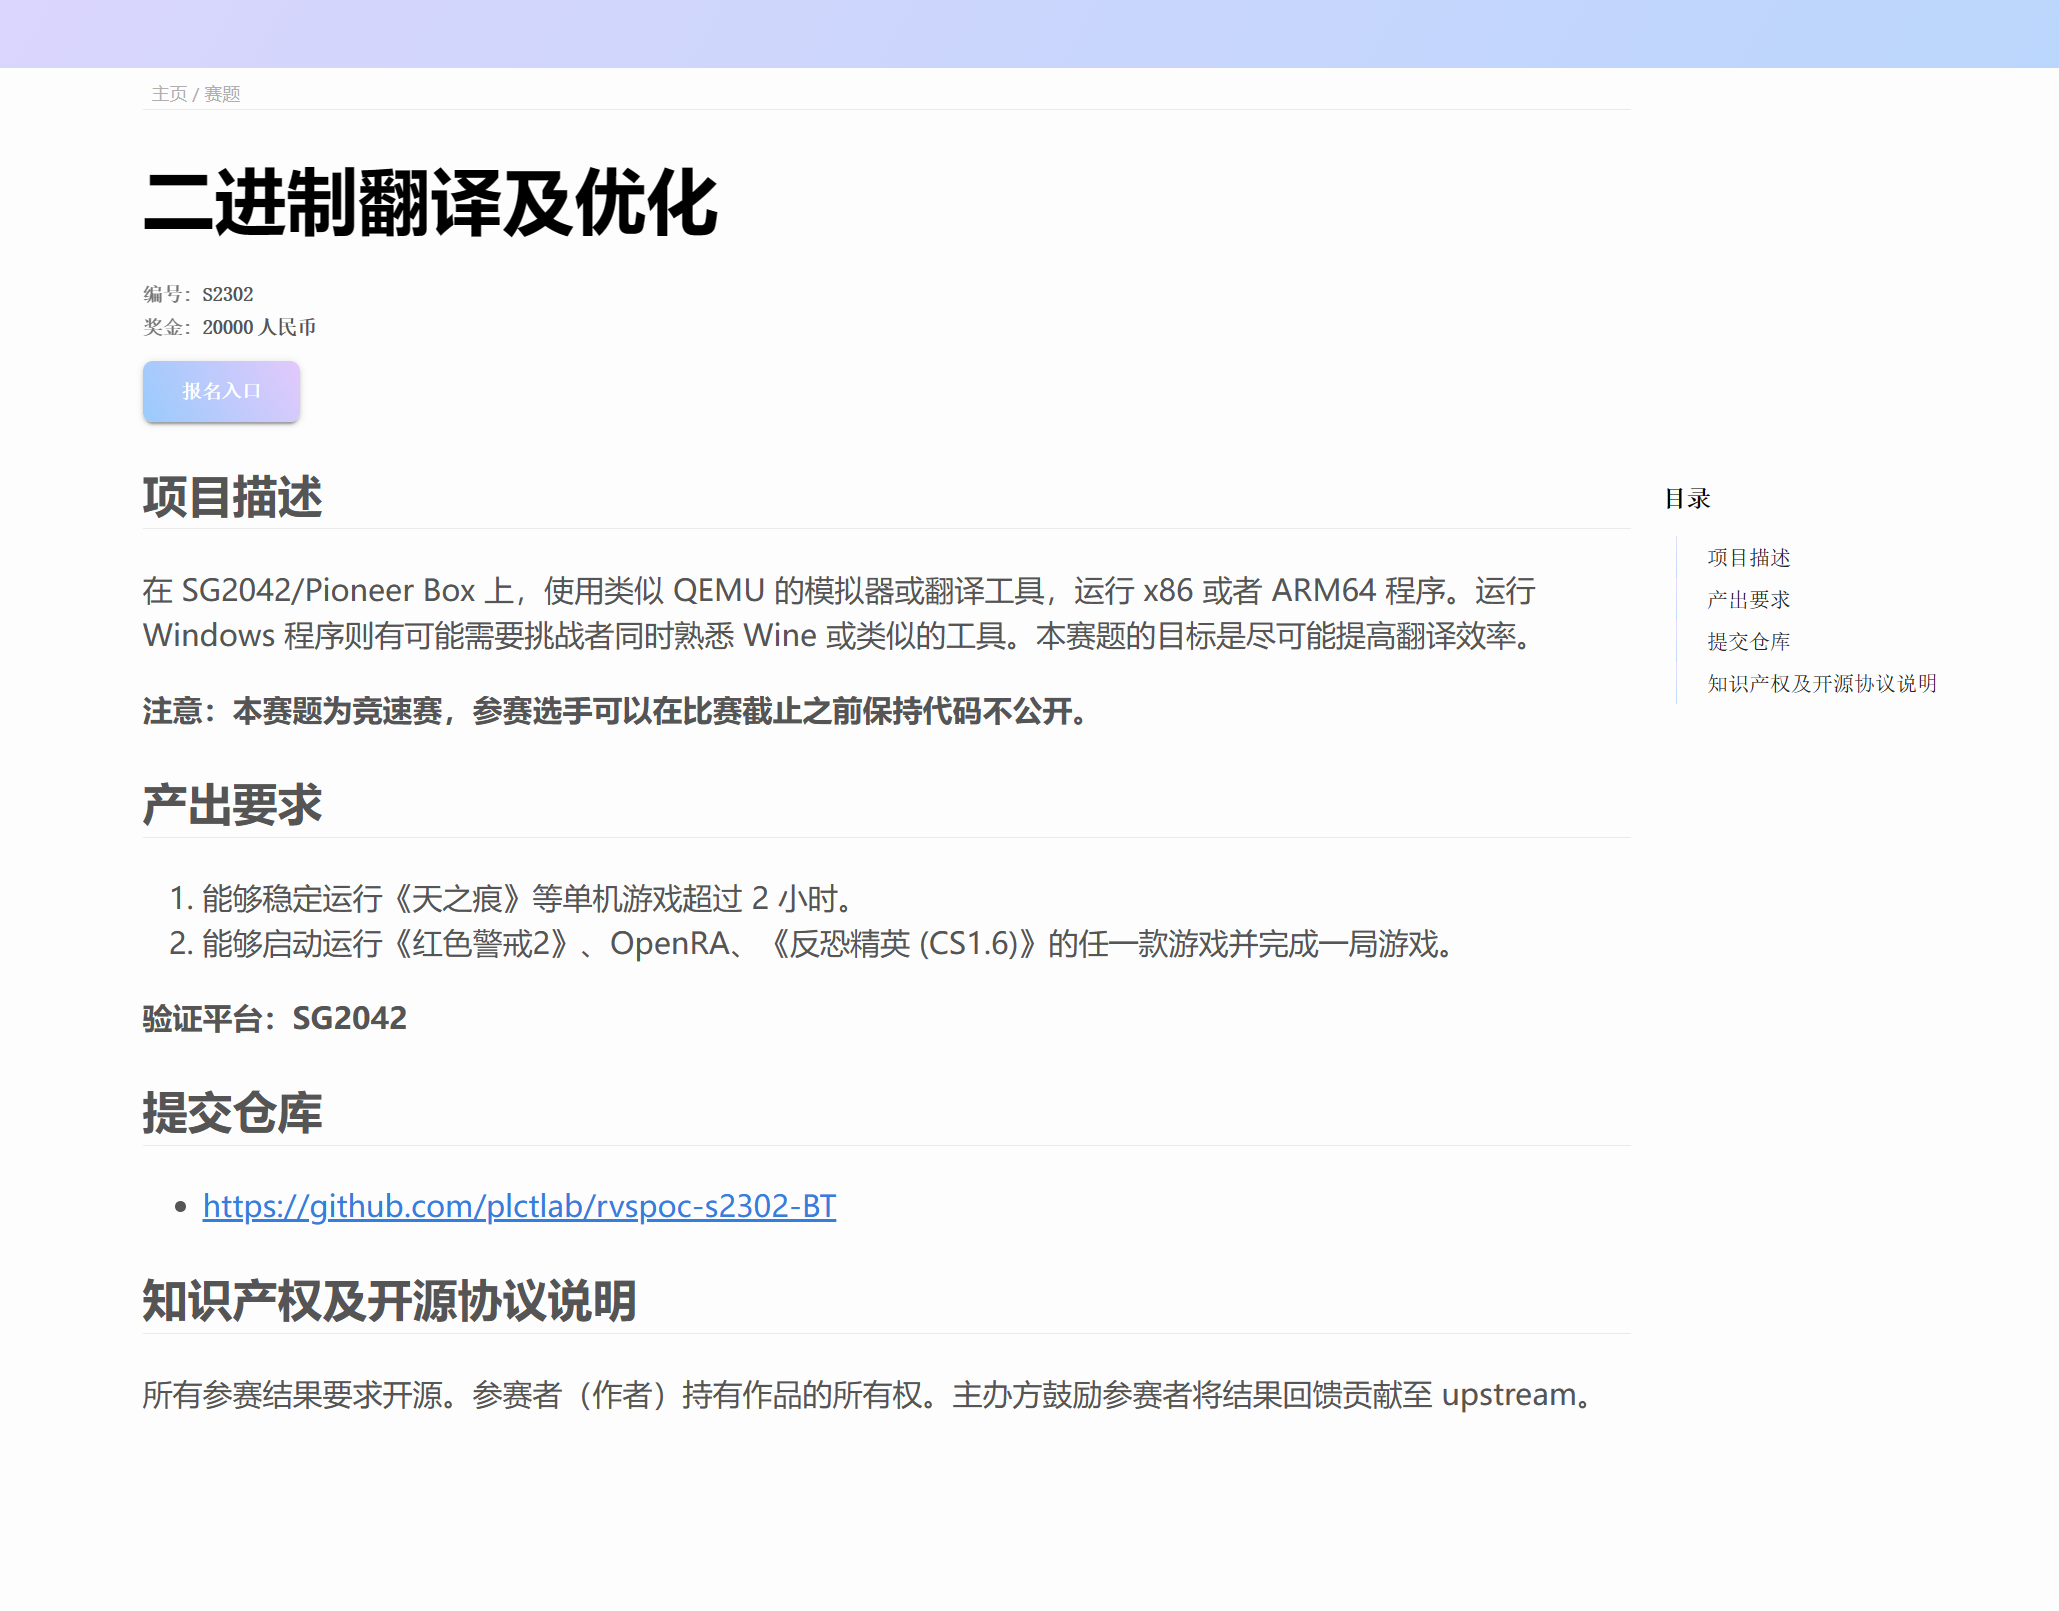 主页 / 赛题
二进制翻译及优化
编号：S2302
奖金：20000 人民币
报名入口
项目描述
在 SG2042/Pioneer Box 上，使用类似 QEMU 的模拟器或翻译工具，运行 x86 或者 ARM64 程序。运行
Windows 程序则有可能需要挑战者同时熟悉 Wine 或类似的工具。本赛题的目标是尽可能提高翻译效率。
注意：本赛题为竞速赛，参赛选手可以在比赛截止之前保持代码不公开。
产出要求
1. 能够稳定运行《天之痕》等单机游戏超过 2 小时。
2. 能够启动运行《红色警戒2》、OpenRA、《反恐精英 (CS1.6)》的任一款游戏并完成一局游戏。
验证平台：SG2042
提交仓库
• https://github.com/plctlab/rvspoc-s2302-BT
知识产权及开源协议说明
所有参赛结果要求开源。参赛者（作者）持有作品的所有权。主办方鼓励参赛者将结果回馈贡献至 upstream。
目录
项目描述
产出要求
提交仓库
知识产权及开源协议说明